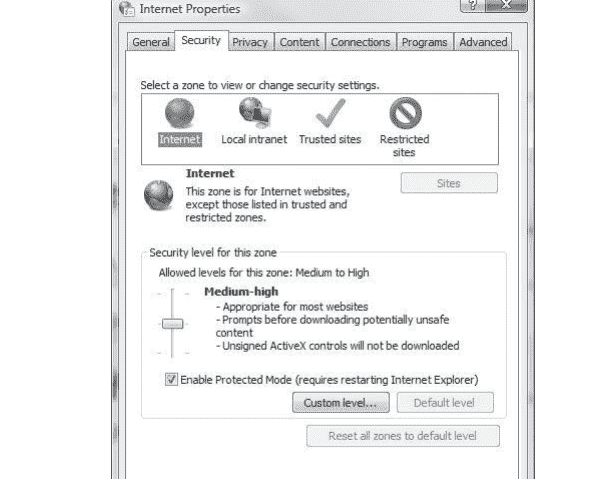 Internet Properties
?
General Security Privacy Content Connections Programs Advanced
Select a zone to view or change security settings.
Internet Local intranet Trusted sites Restricted
sites
Internet
Sites
This zone is for Internet websites,
except those listed in trusted and
restricted zones.
Security level for this zone
Allowed levels for this zone: Medium to High
Medium-high
- Appropriate for most websites
- Prompts before downloading potentially unsafe
content
- Unsigned ActiveX controls will not be downloaded
Enable Protected Mode (requires restarting Internet Explorer)
Custom level... Default level
Reset all zones to default level